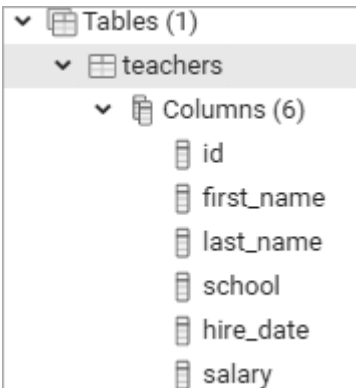 Tables (1)
teachers
Columns (6)
id
first_name
last_name
school
hire_date
salary